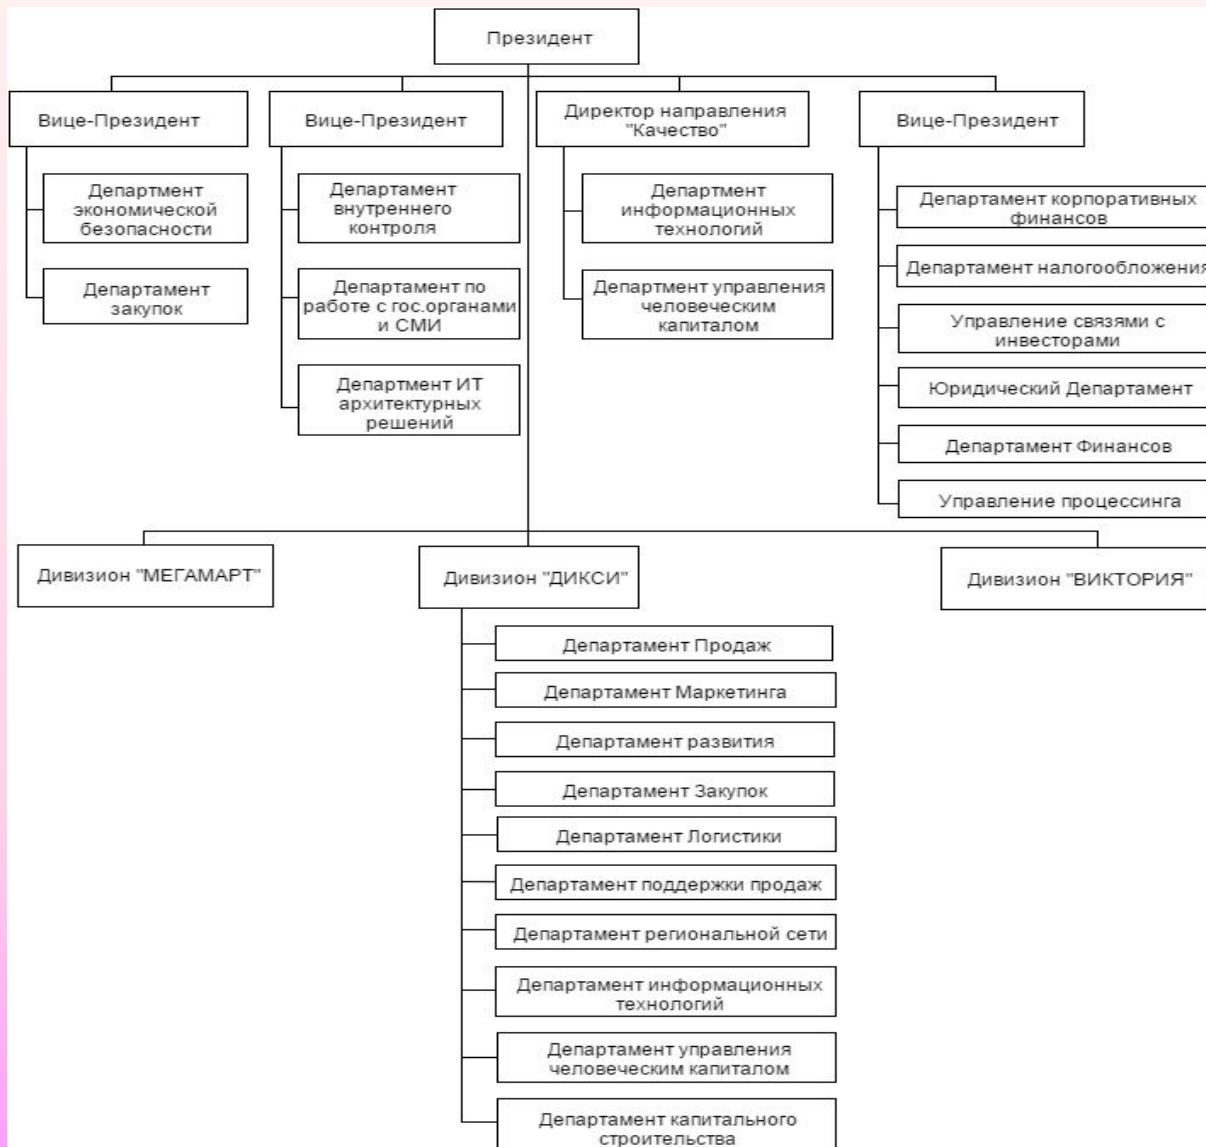 Президент
Вице-Президент
Департмент
экономической
безопасности
Департамент
закупок
Вице-Президент
Департамент
внутреннего
контроля
Департамент по
работе с гос.органами
и СМИ
Департмент ИТ
архитектурных
решений
Директор направления
"Качество"
Департмент
информационных
технологий
Департмент управления
человеческим
капиталом
Вице-Президент
Департамент корпоративных
финансов
Департамент налогообложения
Управление связями с
инвесторами
Юридический Департамент
Департамент Финансов
Управление процессинга
Дивизион "МЕГАМАРТ"
Дивизион "ДИКСИ"
Департамент Продаж
Департамент Маркетинга
Департамент развития
Департамент Закупок
Департамент Логистики
Департамент поддержки продаж
Департамент региональной сети
Департамент информационных
технологий
Департамент управления
человеческим капиталом
Департамент капитального
строительства
Дивизион "ВИКТОРИЯ"